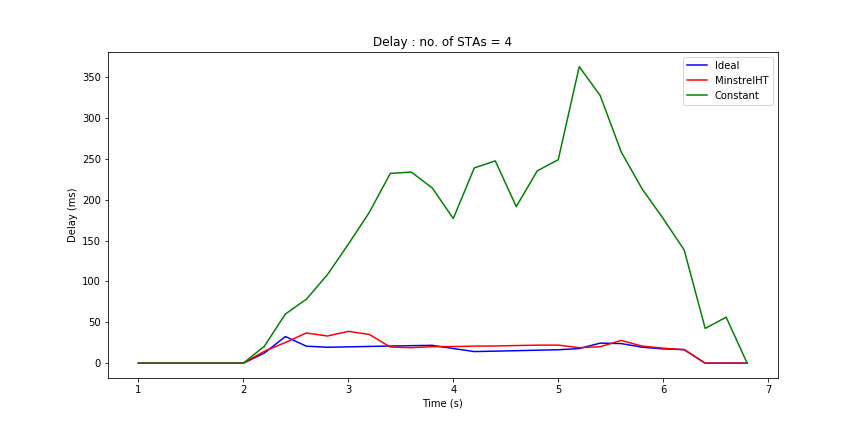 Delay : no. of STAs = 4
Ideal
MinstrelHT
Constant
350
300
250
200
150
100
50
0
Delay (ms)
1 2 3 4 5 6 7
Time (s)